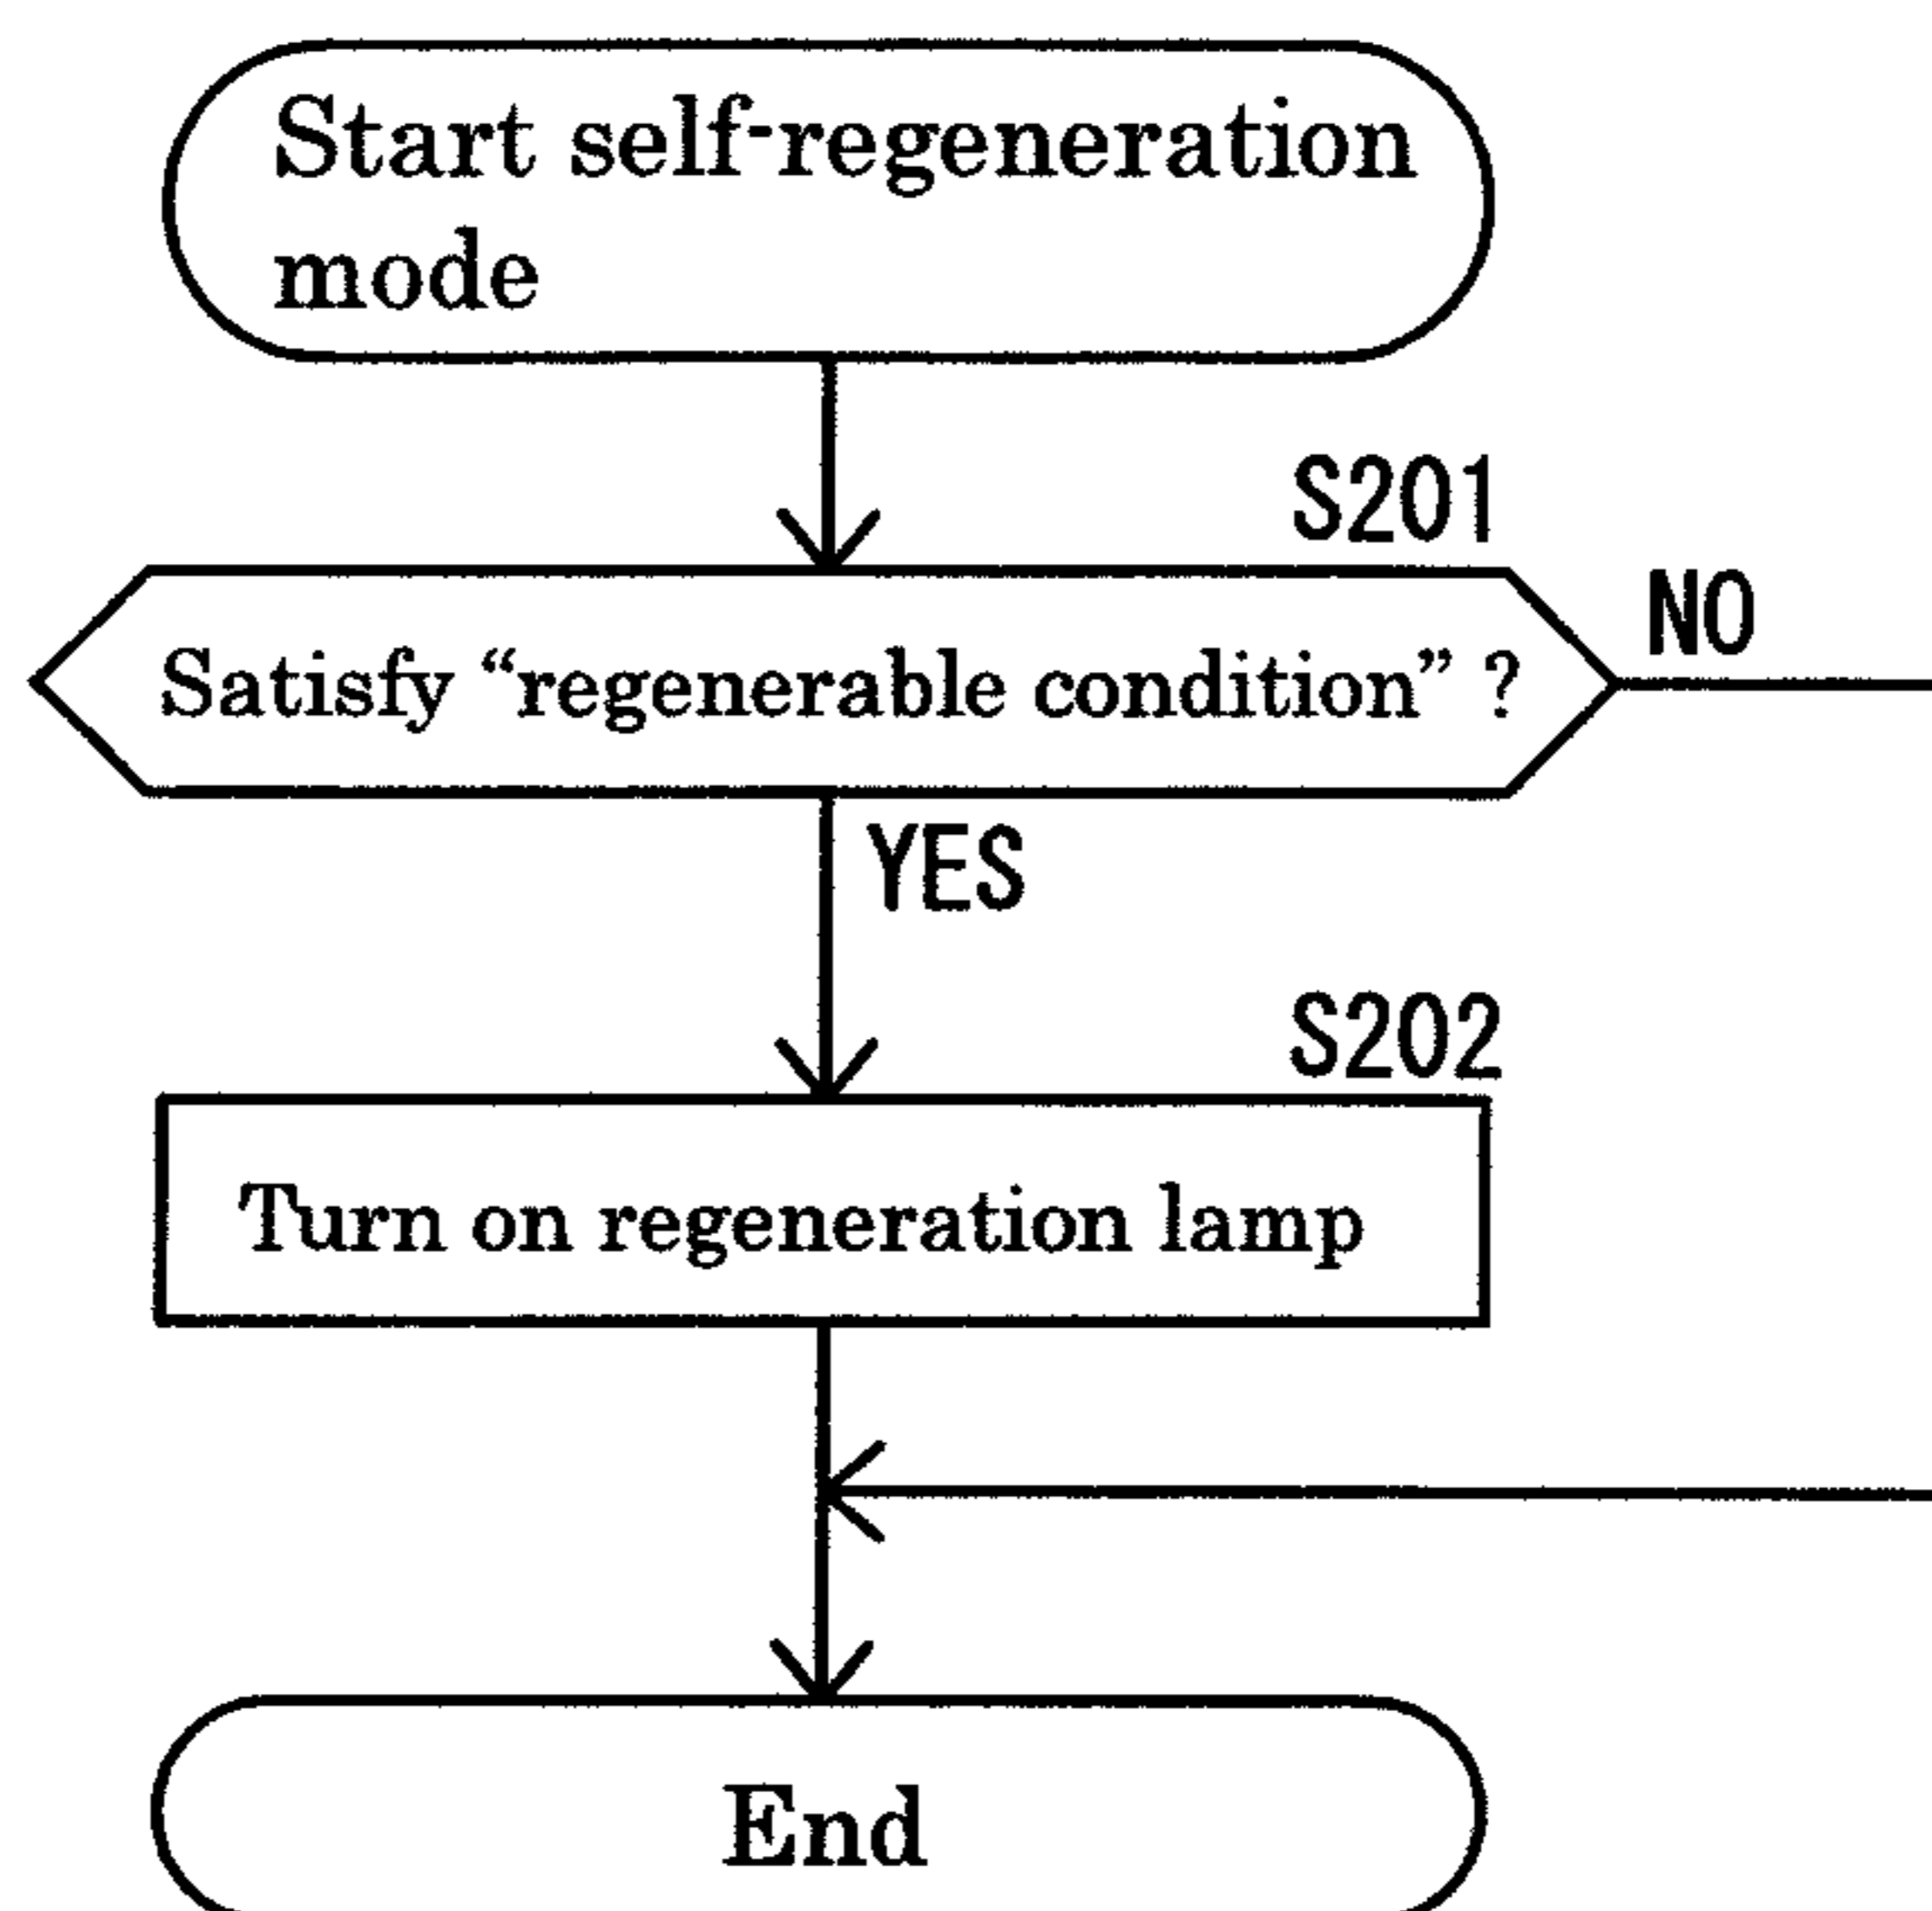 Start self-regeneration
mode
S201
NO
Satisfy “regenerable condition” ?
YES
S202
Turn on regeneration lamp
End